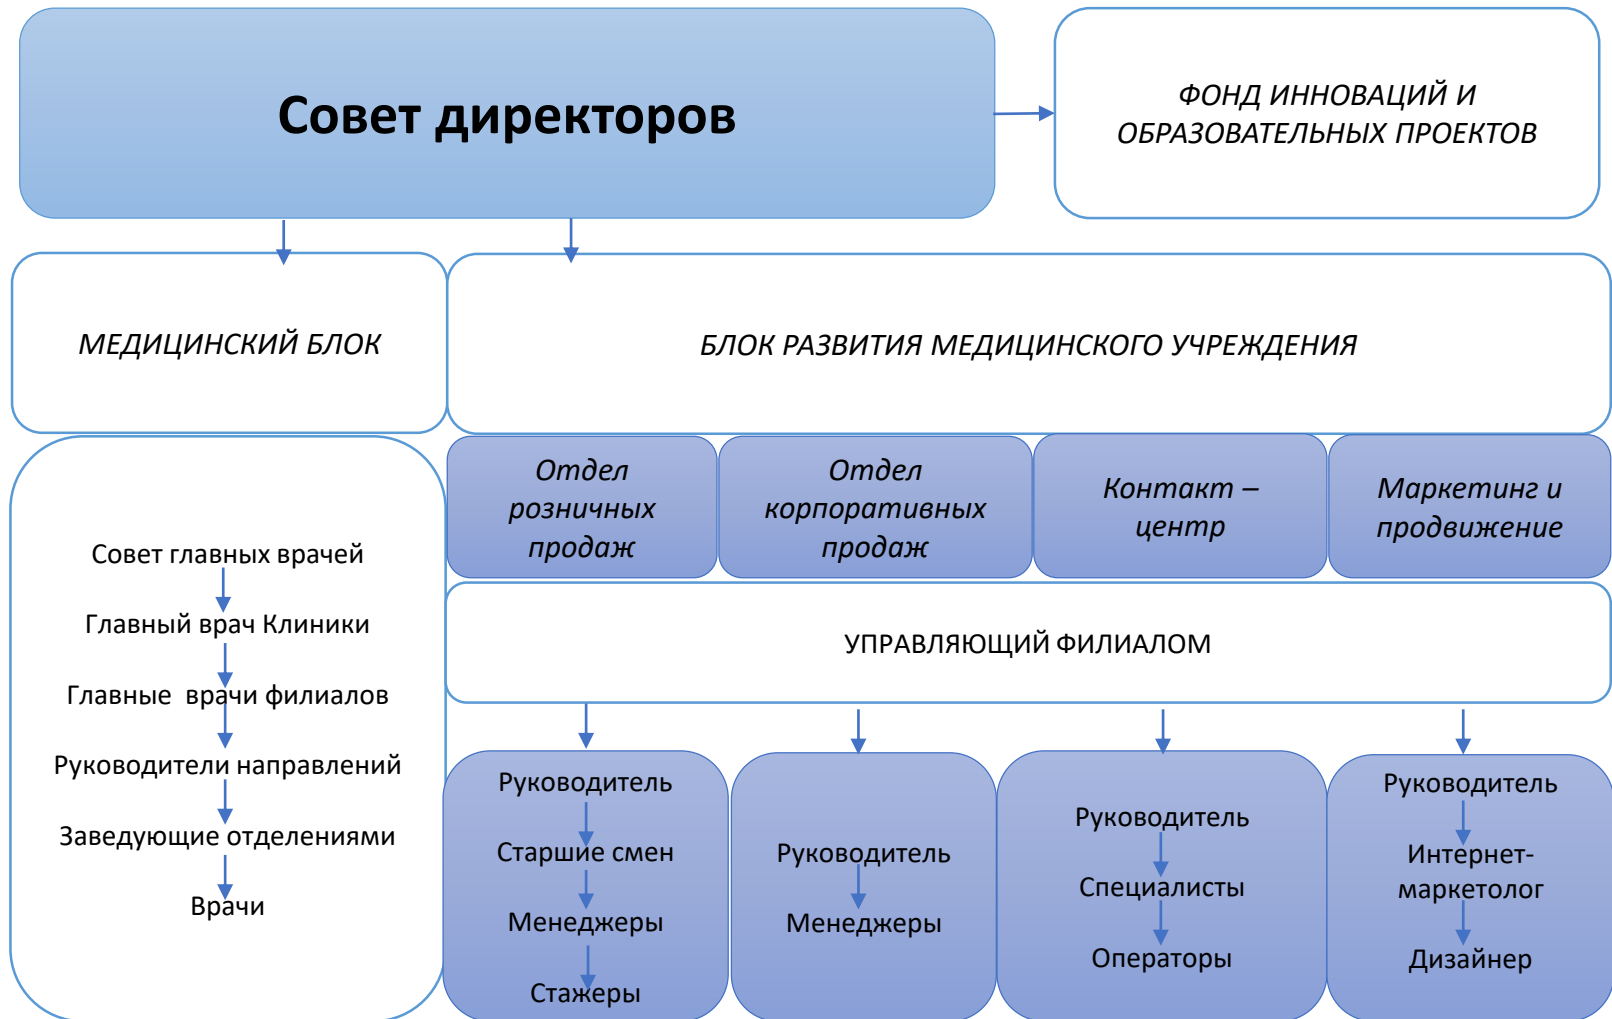 Совет директоров
ФОНД ИННОВАЦИЙ И
ОБРАЗОВАТЕЛЬНЫХ ПРОЕКТОВ
МЕДИЦИНСКИЙ БЛОК
БЛОК РАЗВИТИЯ МЕДИЦИНСКОГО УЧРЕЖДЕНИЯ
Совет главных врачей
Главный врач Клиники
Главные врачи филиалов
Руководители направлений
Заведующие отделениями
Врачи
Отдел
розничных
продаж
Отдел
корпоративных
продаж
Контакт –
центр
Маркетинг и
продвижение
УПРАВЛЯЮЩИЙ ФИЛИАЛОМ
Руководитель
Старшие смен
Менеджеры
Стажеры
Руководитель
Менеджеры
Руководитель
Специалисты
Операторы
Руководитель
Интернет-
маркетолог
Дизайнер